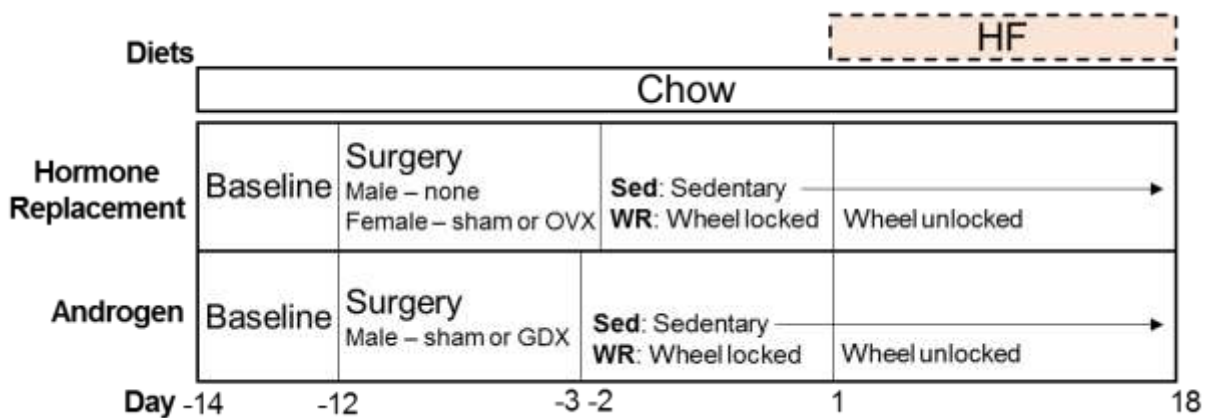 HF
Diets
Chow
Hormone
Replacement
Baseline
Surgery
Male – none
Female – sham or OVX
Sed: Sedentary
WR: Wheel locked
Wheel unlocked
Androgen
Baseline
Surgery
Male – sham or GDX
Sed: Sedentary
WR: Wheel locked
Wheel unlocked
Day -14 -12 -3 -2 1 18